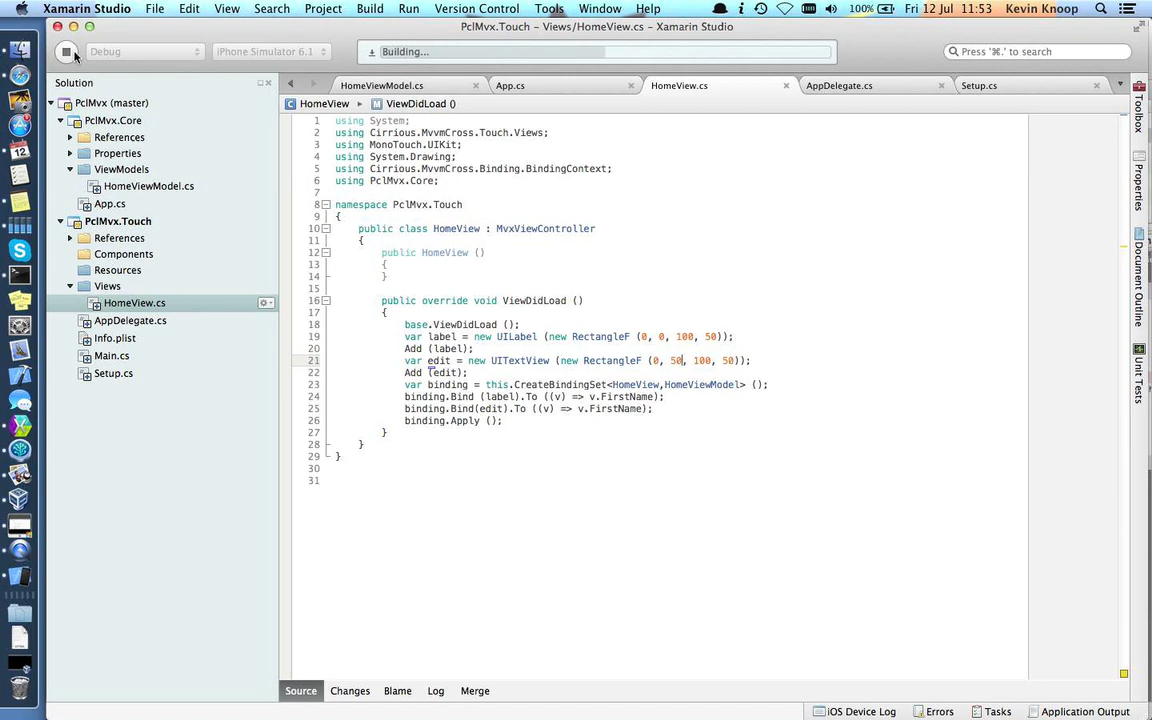 Xamarin Studio File Edit View Search Project Build Run Version Control Tools Window Help 100% Fri 12 Jul 11:53 Kevin Knoop
PclMvx.Touch – Views/HomeView.cs – Xamarin Studio
Debug iPhone Simulator 6.1 Building... Press '⌘.' to search
Solution
PclMvx (master)
PclMvx.Core
References
Properties
ViewModels
HomeViewModel.cs
App.cs
PclMvx.Touch
References
Components
Resources
Views
HomeView.cs
AppDelegate.cs
Info.plist
Main.cs
Setup.cs
HomeViewModel.cs App.cs HomeView.cs AppDelegate.cs Setup.cs
HomeView ViewDidLoad ()
1 using System;
2 using Cirrious.MvvmCross.Touch.Views;
3 using MonoTouch.UIKit;
4 using System.Drawing;
5 using Cirrious.MvvmCross.Binding.BindingContext;
6 using PclMvx.Core;
7
8 namespace PclMvx.Touch
9 {
10 public class HomeView : MvxViewController
11 {
12 public HomeView ()
13 {
14 }
15
16 public override void ViewDidLoad ()
17 {
18 base.ViewDidLoad ();
19 var label = new UILabel (new RectangleF (0, 0, 100, 50));
20 Add (label);
21 var edit = new UITextView (new RectangleF (0, 50, 100, 50));
22 Add (edit);
23 var binding = this.CreateBindingSet<HomeView,HomeViewModel> ();
24 binding.Bind (label).To ((v) => v.FirstName);
25 binding.Bind(edit).To ((v) => v.FirstName);
26 binding.Apply ();
27 }
28 }
29 }
30
31
Toolbox
Properties
Document Outline
Unit Tests
Source Changes Blame Log Merge
iOS Device Log Errors Tasks Application Output